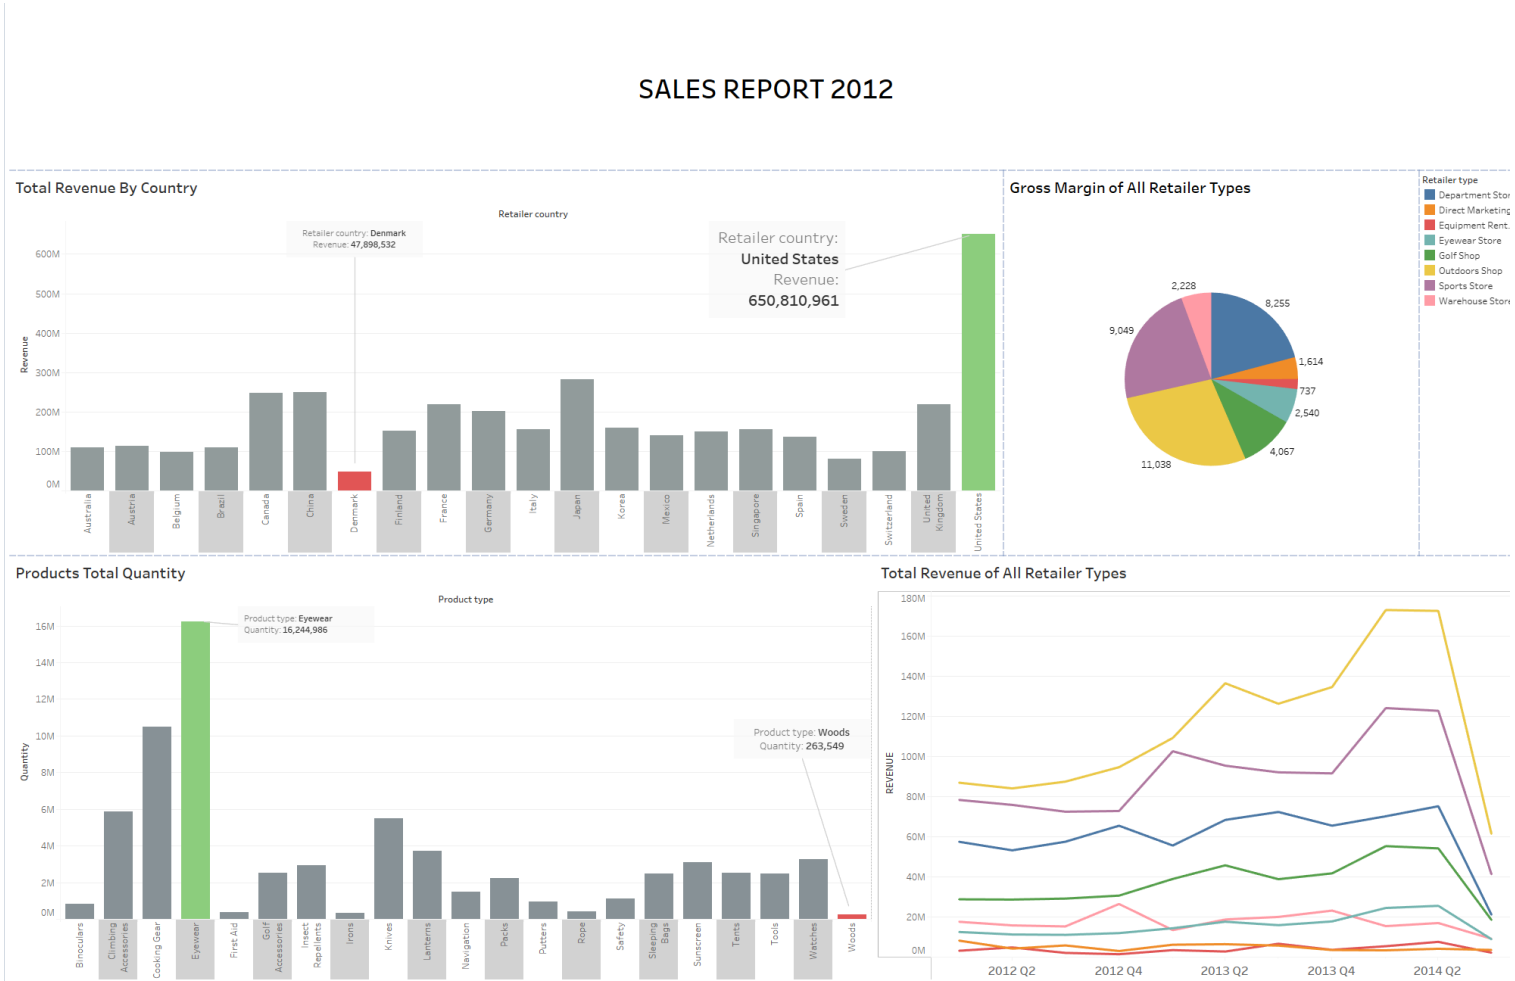 SALES REPORT 2012
Total Revenue By Country
Retailer country
Retailer country: Denmark
Revenue: 47,898,532
Retailer country:
United States
Revenue:
650,810,961
Revenue
600M
500M
400M
300M
200M
100M
0M
Australia
Austria
Belgium
Brazil
Canada
China
Denmark
Finland
France
Germany
Italy
Japan
Korea
Mexico
Netherlands
Singapore
Spain
Sweden
Switzerland
United
Kingdom
United States
Gross Margin of All Retailer Types
2,228
8,255
9,049
1,614
737
2,540
4,067
11,038
Retailer type
Department Stor
Direct Marketing
Equipment Rent.
Eyewear Store
Golf Shop
Outdoors Shop
Sports Store
Warehouse Store
Products Total Quantity
Product type
Product type: Eyewear
Quantity: 16,244,986
Product type: Woods
Quantity: 263,549
Quantity
16M
14M
12M
10M
8M
6M
4M
2M
0M
Binoculars
Climbing
Accessories
Cooking Gear
Eyewear
First Aid
Golf
Accessories
Insect
Repellents
Irons
Knives
Lanterns
Navigation
Packs
Putters
Rope
Safety
Sleeping
Bags
Sunscreen
Tents
Tools
Watches
Woods
Total Revenue of All Retailer Types
REVENUE
180M
160M
140M
120M
100M
80M
60M
40M
20M
0M
2012 Q2
2012 Q4
2013 Q2
2013 Q4
2014 Q2